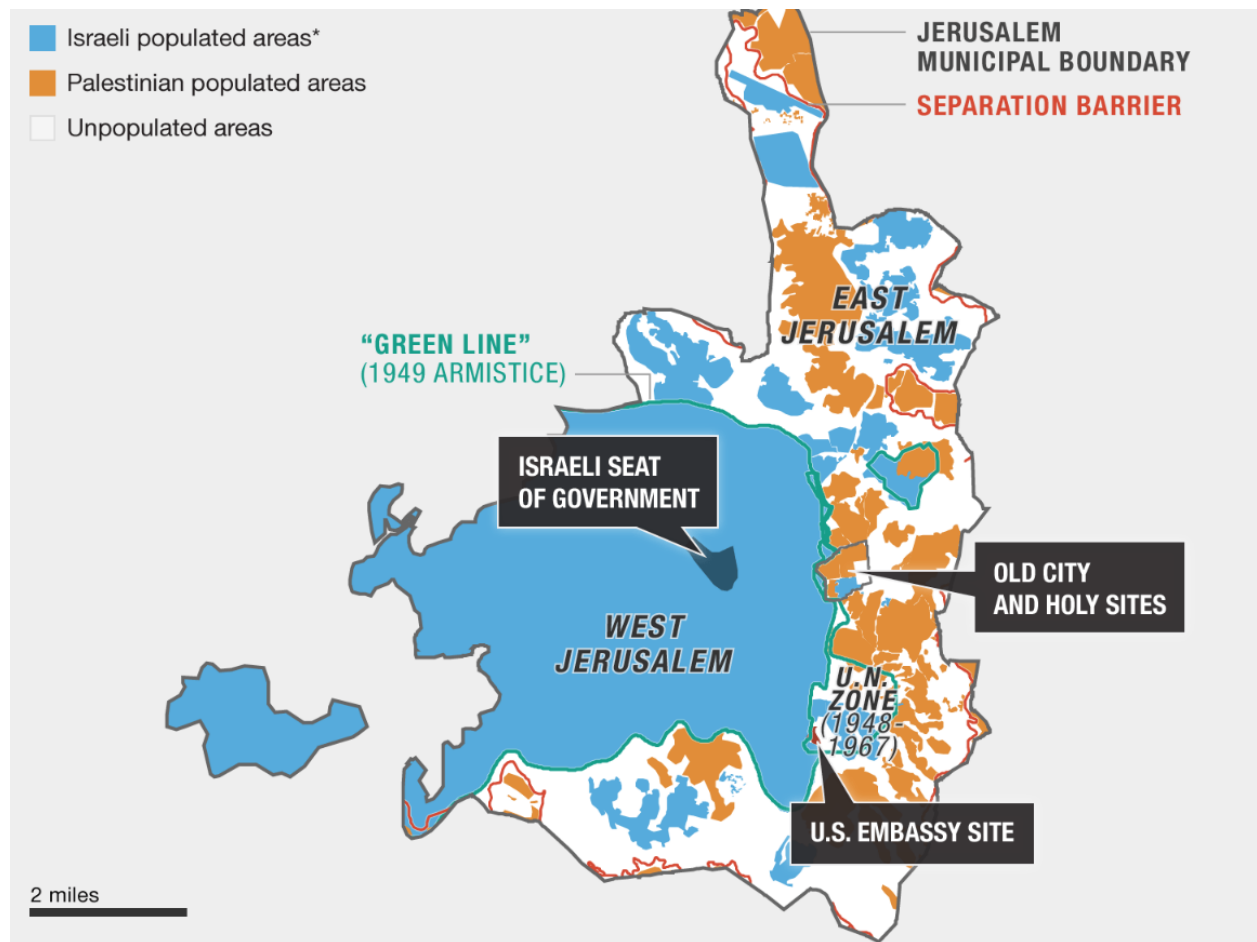 Israeli populated areas*
Palestinian populated areas
Unpopulated areas
JERUSALEM
MUNICIPAL BOUNDARY
SEPARATION BARRIER
EAST
JERUSALEM
“GREEN LINE”
(1949 ARMISTICE)
ISRAELI SEAT
OF GOVERNMENT
OLD CITY
AND HOLY SITES
WEST
JERUSALEM
U.N.
ZONE
(1948-
1967)
U.S. EMBASSY SITE
2 miles